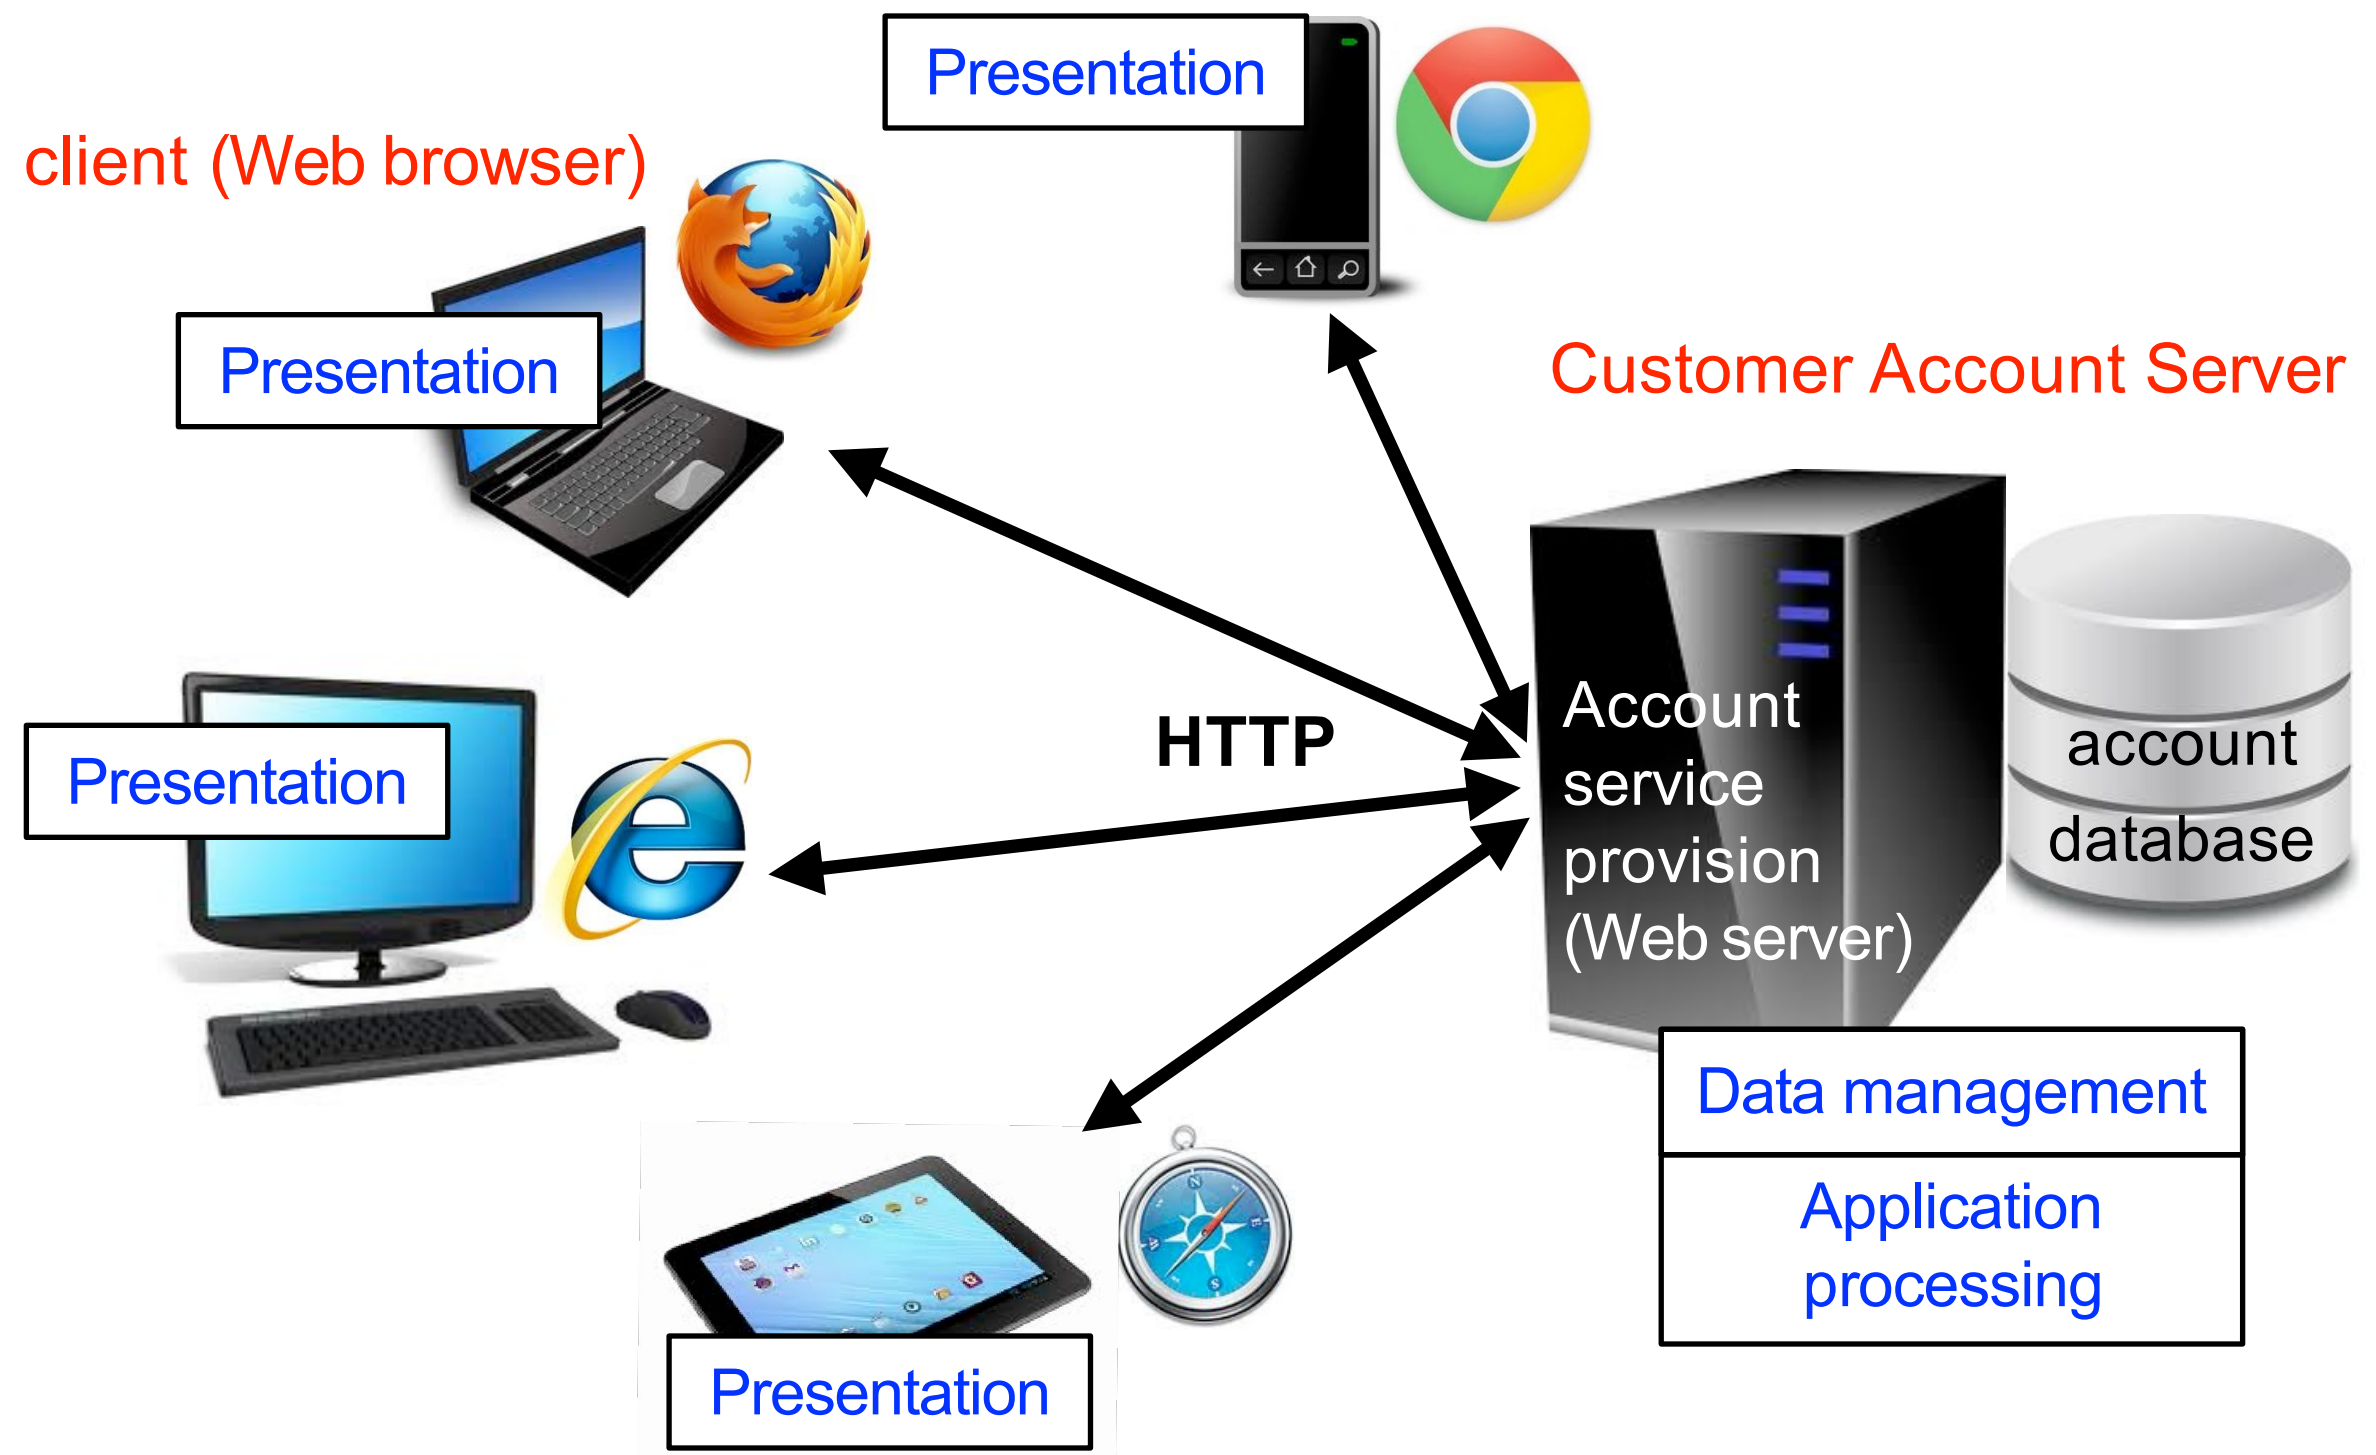 Presentation
client (Web browser)
Presentation
Customer Account Server
Presentation
HTTP
Account
service
provision
(Web server)
account
database
Data management
Application
processing
Presentation